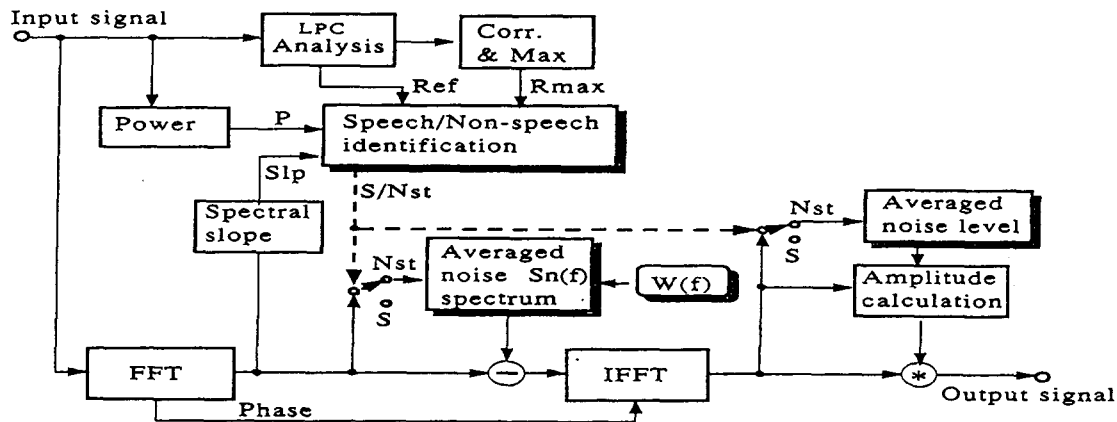 Input signal
LPC
Analysis
Corr.
& Max
Ref
Rmax
Power
P
Speech/Non-speech
identification
Slp
S/Nst
Spectral
slope
Nst
S
Averaged
noise Sn(f)
spectrum
W(f)
Nst
S
Averaged
noise level
Amplitude
calculation
FFT
—
IFFT
*
Phase
Output signal